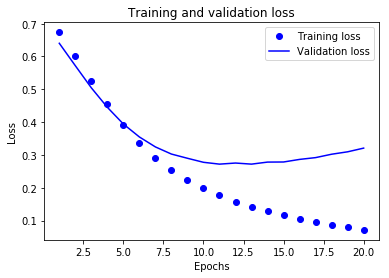 Training and validation loss
Training loss
Validation loss
Loss
0.7
0.6
0.5
0.4
0.3
0.2
0.1
2.5 5.0 7.5 10.0 12.5 15.0 17.5 20.0
Epochs